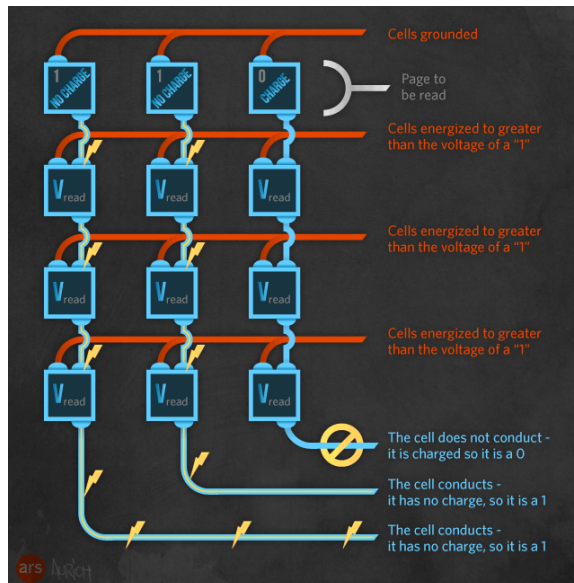 Cells grounded
1
NO CHARGE
1
NO CHARGE
0
CHARGE
Page to
be read
Cells energized to greater
than the voltage of a "1"
Vread
Vread
Vread
Cells energized to greater
than the voltage of a "1"
Vread
Vread
Vread
Cells energized to greater
than the voltage of a "1"
Vread
Vread
Vread
The cell does not conduct -
it is charged so it is a 0
The cell conducts -
it has no charge, so it is a 1
The cell conducts -
it has no charge, so it is a 1
ars
AURICH